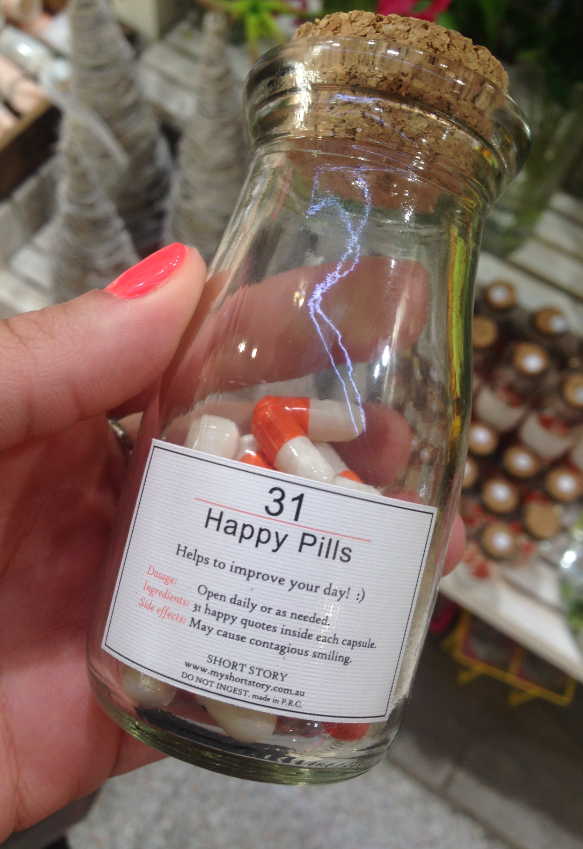 31
Happy Pills
Helps to improve your day! :)
Dosage: Open daily or as needed.
Ingredients: 31 happy quotes inside each capsule.
Side effects: May cause contagious smiling.
SHORT STORY
www.myshortstory.com.au
DO NOT INGEST. made in P.R.C.